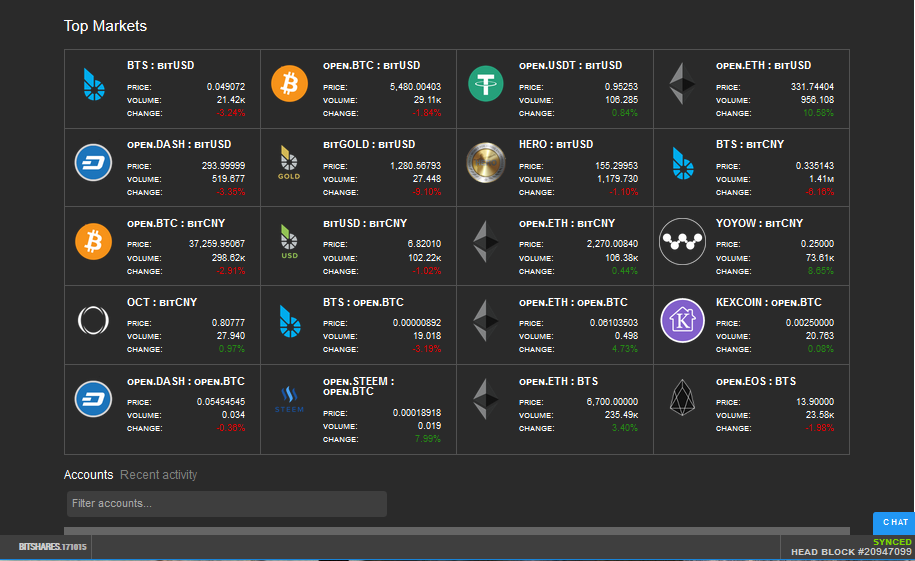 Top Markets
BTS : BITUSD
PRICE: 0.049072
VOLUME: 21.42K
CHANGE: -3.24%
OPEN.BTC : BITUSD
PRICE: 5,480.00403
VOLUME: 29.11K
CHANGE: -1.84%
OPEN.USDT : BITUSD
PRICE: 0.95253
VOLUME: 106.285
CHANGE: 0.84%
OPEN.ETH : BITUSD
PRICE: 331.74404
VOLUME: 956.108
CHANGE: 10.58%
OPEN.DASH : BITUSD
PRICE: 293.99999
VOLUME: 519.677
CHANGE: -3.35%
GOLD
BITGOLD : BITUSD
PRICE: 1,280.56793
VOLUME: 27.448
CHANGE: -9.10%
HERO : BITUSD
PRICE: 155.29953
VOLUME: 1,179.730
CHANGE: -1.10%
BTS : BITCNY
PRICE: 0.335143
VOLUME: 1.41M
CHANGE: -6.16%
OPEN.BTC : BITCNY
PRICE: 37,259.95067
VOLUME: 298.62K
CHANGE: -2.91%
USD
BITUSD : BITCNY
PRICE: 6.82010
VOLUME: 102.22K
CHANGE: -1.02%
OPEN.ETH : BITCNY
PRICE: 2,270.00840
VOLUME: 106.38K
CHANGE: 0.44%
YOYOW : BITCNY
PRICE: 0.25000
VOLUME: 73.61K
CHANGE: 8.65%
OCT : BITCNY
PRICE: 0.80777
VOLUME: 27.940
CHANGE: 0.97%
BTS : OPEN.BTC
PRICE: 0.00000892
VOLUME: 19.018
CHANGE: -3.19%
OPEN.ETH : OPEN.BTC
PRICE: 0.06103503
VOLUME: 0.498
CHANGE: 4.73%
K
KEXCOIN : OPEN.BTC
PRICE: 0.00250000
VOLUME: 20.763
CHANGE: 0.08%
OPEN.DASH : OPEN.BTC
PRICE: 0.05454545
VOLUME: 0.034
CHANGE: -0.36%
STEEM
OPEN.STEEM :
OPEN.BTC
PRICE: 0.00018918
VOLUME: 0.019
CHANGE: 7.99%
OPEN.ETH : BTS
PRICE: 6,700.00000
VOLUME: 235.49K
CHANGE: 3.40%
OPEN.EOS : BTS
PRICE: 13.90000
VOLUME: 23.58K
CHANGE: -1.98%
Accounts Recent activity
Filter accounts...
CHAT
BITSHARES.171015
SYNCED
HEAD BLOCK #20947099